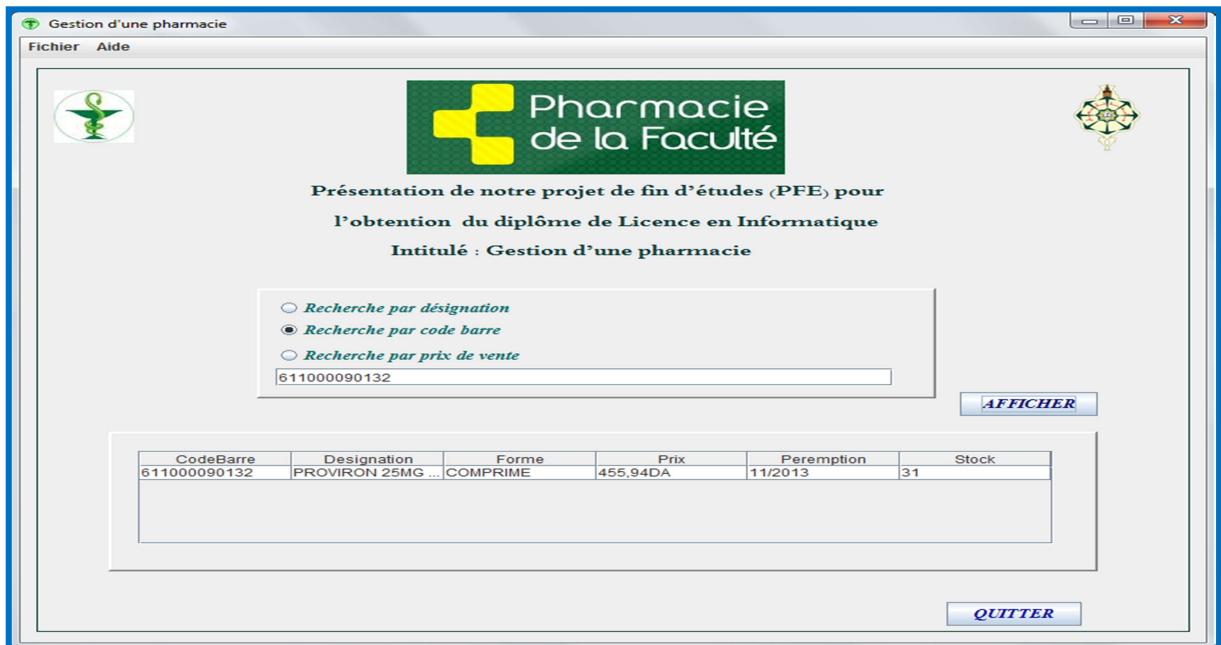 Gestion d'une pharmacie
Fichier Aide
Pharmacie
de la Faculté
Présentation de notre projet de fin d'études (PFE) pour
l'obtention du diplôme de Licence en Informatique
Intitulé : Gestion d'une pharmacie
Recherche par désignation
Recherche par code barre
Recherche par prix de vente
611000090132
AFFICHER
CodeBarre Designation Forme Prix Peremption Stock
611000090132 PROVIRON 25MG ... COMPRIME 455,94DA 11/2013 31
QUITTER